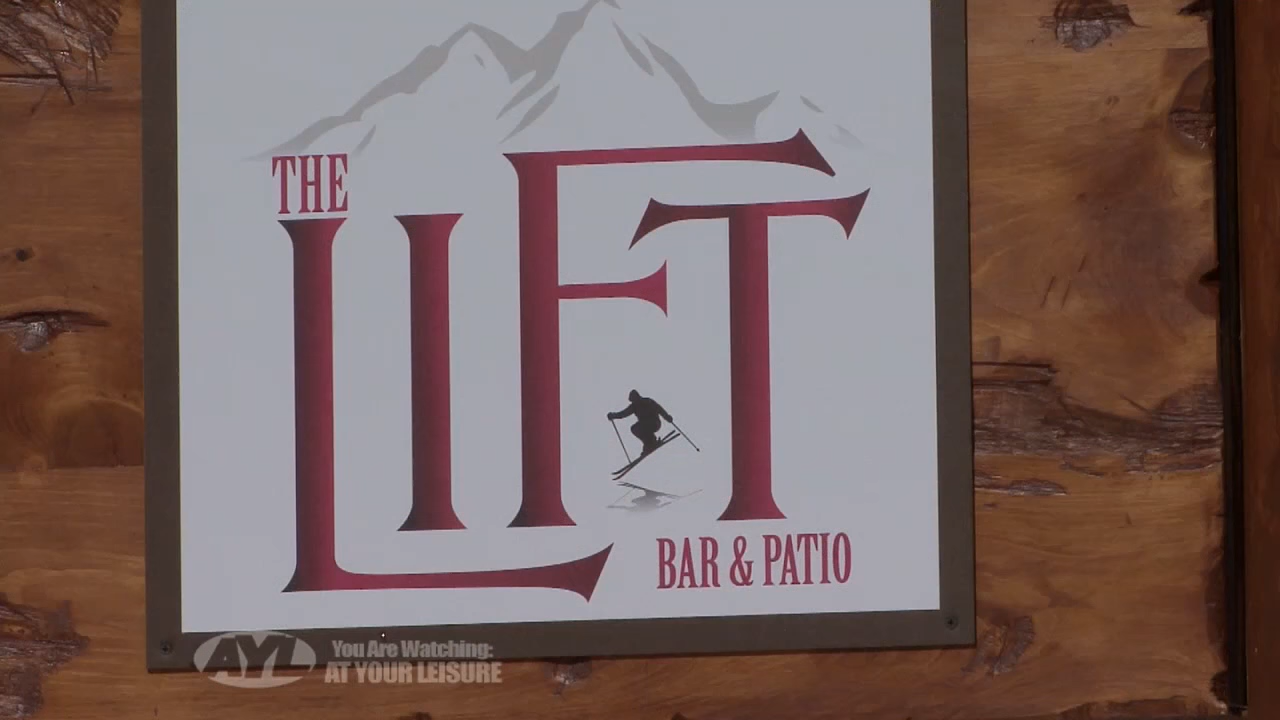 THE
LIFT
BAR & PATIO
AYL
You Are Watching:
AT YOUR LEISURE